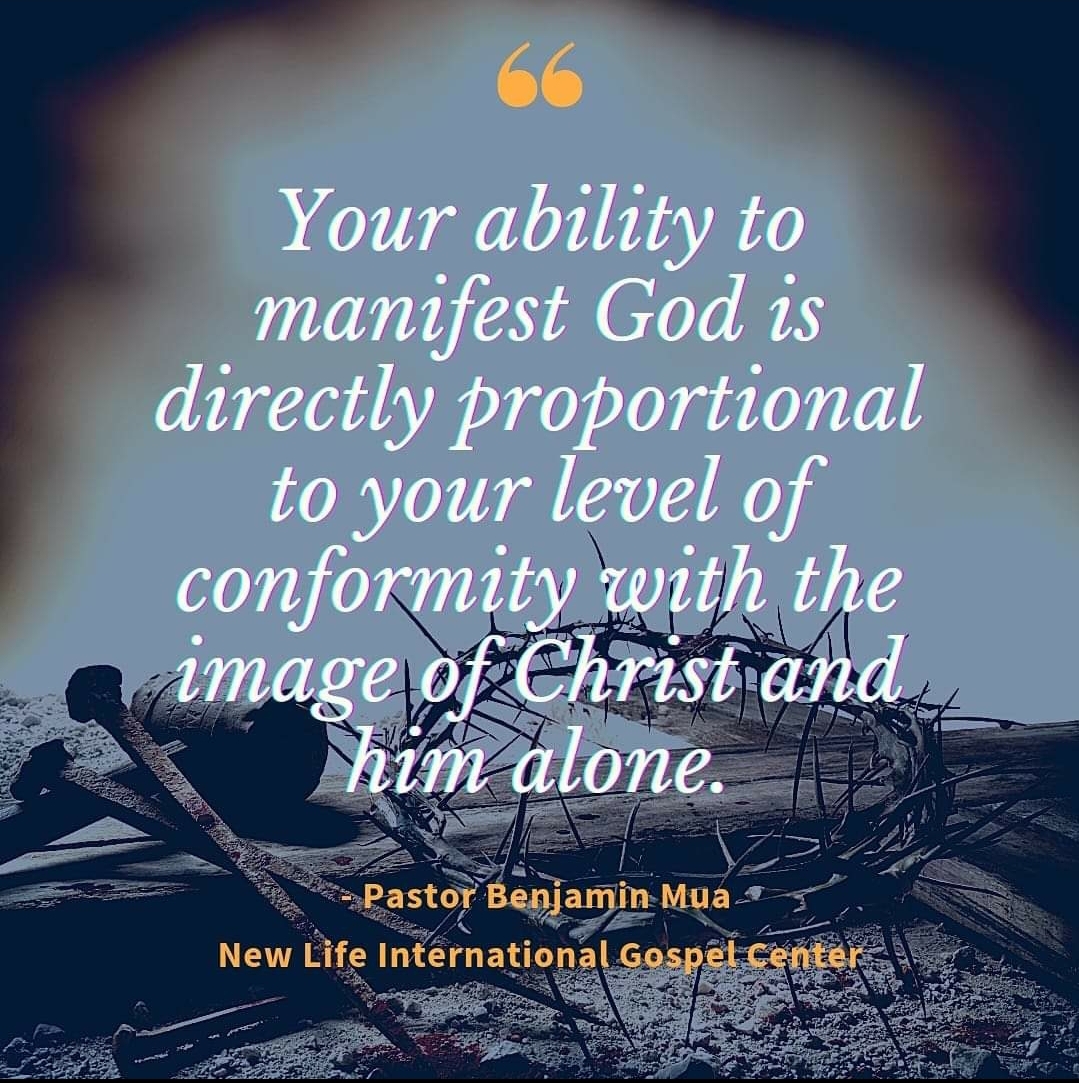 “
Your ability to
manifest God is
directly proportional
to your level of
conformity with the
image of Christ and
him alone.
- Pastor Benjamin Mua
New Life International Gospel Center